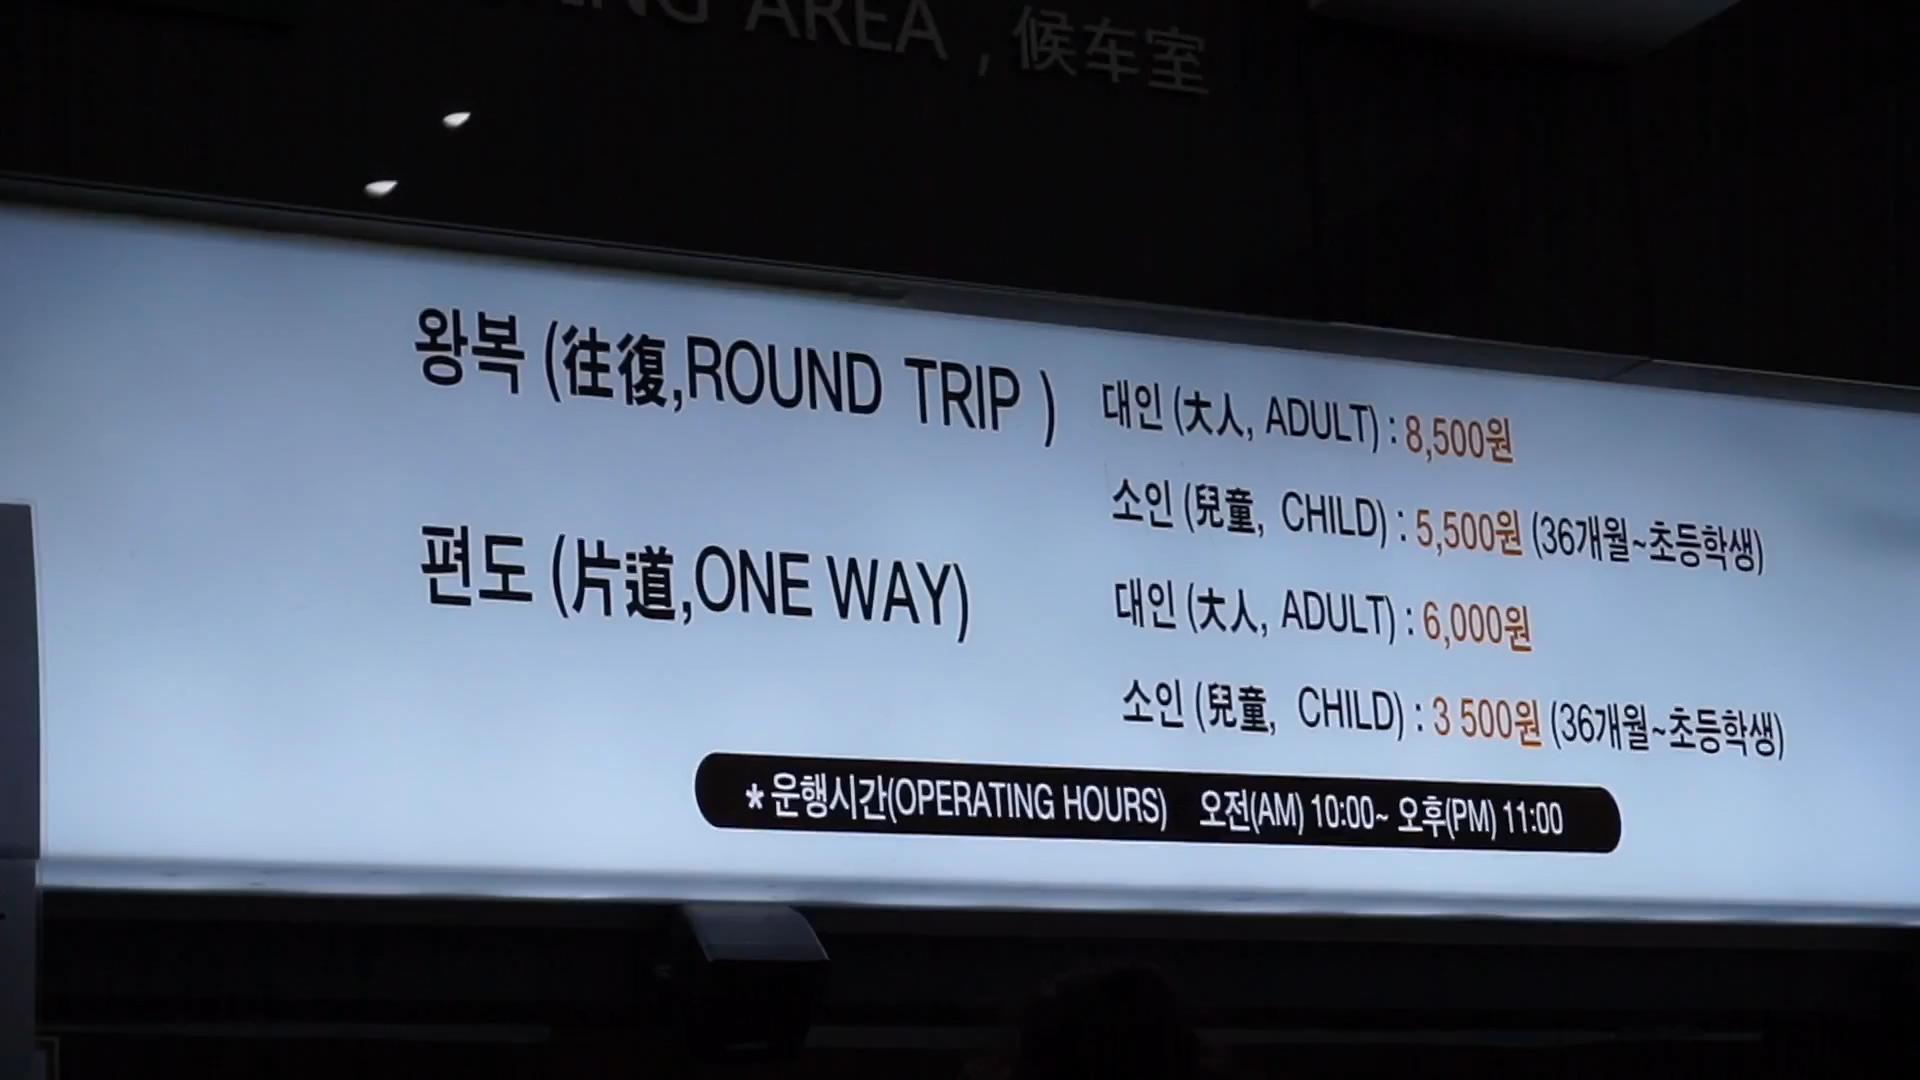 AREA , 候车室
왕복 (往復,ROUND TRIP ) 대인 (大人, ADULT) : 8,500원
소인 (兒童, CHILD) : 5,500원 (36개월~초등학생)
편도 (片道,ONE WAY) 대인 (大人, ADULT) : 6,000원
소인 (兒童, CHILD) : 3 500원 (36개월~초등학생)
* 운행시간(OPERATING HOURS) 오전(AM) 10:00~ 오후(PM) 11:00